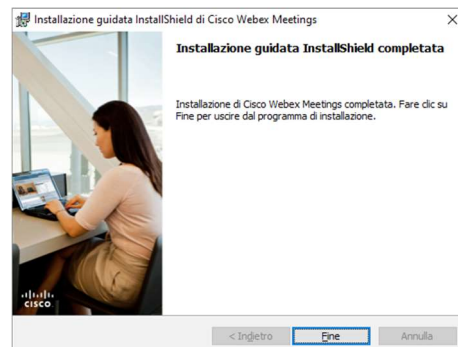 Installazione guidata InstallShield di Cisco Webex Meetings
Installazione guidata InstallShield completata
Installazione di Cisco Webex Meetings completata. Fare clic su
Fine per uscire dal programma di installazione.
CISCO
< Indietro Fine Annulla